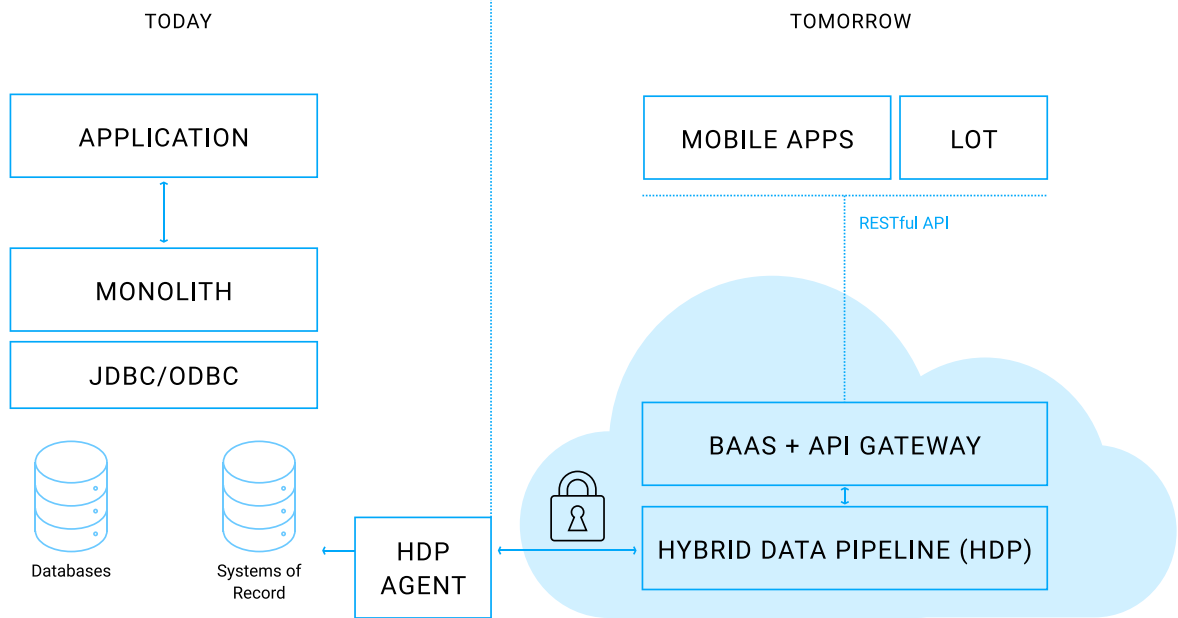 TODAY
TOMORROW
APPLICATION
MONOLITH
JDBC/ODBC
Databases
Systems of
Record
HDP
AGENT
MOBILE APPS
LOT
RESTful API
BAAS + API GATEWAY
HYBRID DATA PIPELINE (HDP)